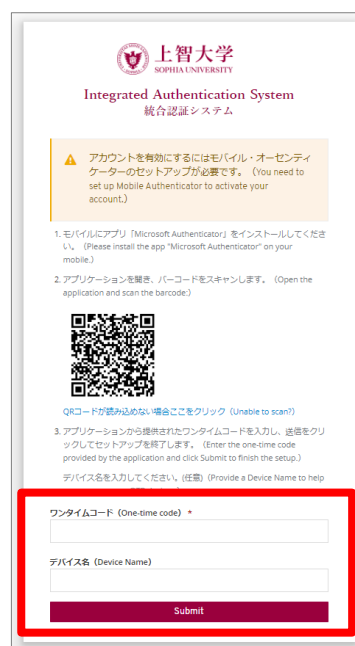 上智大学
SOPHIA UNIVERSITY
Integrated Authentication System
統合認証システム
アカウントを有効にするにはモバイル・オーセンティ
ケーターのセットアップが必要です。 (You need to
set up Mobile Authenticator to activate your
account.)
1. モバイルにアプリ「Microsoft Authenticator」をインストールしてくださ
い。 (Please install the app "Microsoft Authenticator" on your
mobile.)
2. アプリケーションを開き、バーコードをスキャンします。 (Open the
application and scan the barcode:)
QRコードが読み込めない場合ここをクリック (Unable to scan?)
3. アプリケーションから提供されたワンタイムコードを入力し、送信をクリ
ックしてセットアップを終了します。 (Enter the one-time code
provided by the application and click Submit to finish the setup.)
デバイス名を入力してください。(任意) (Provide a Device Name to help
ワンタイムコード (One-time code) *
デバイス名 (Device Name)
Submit